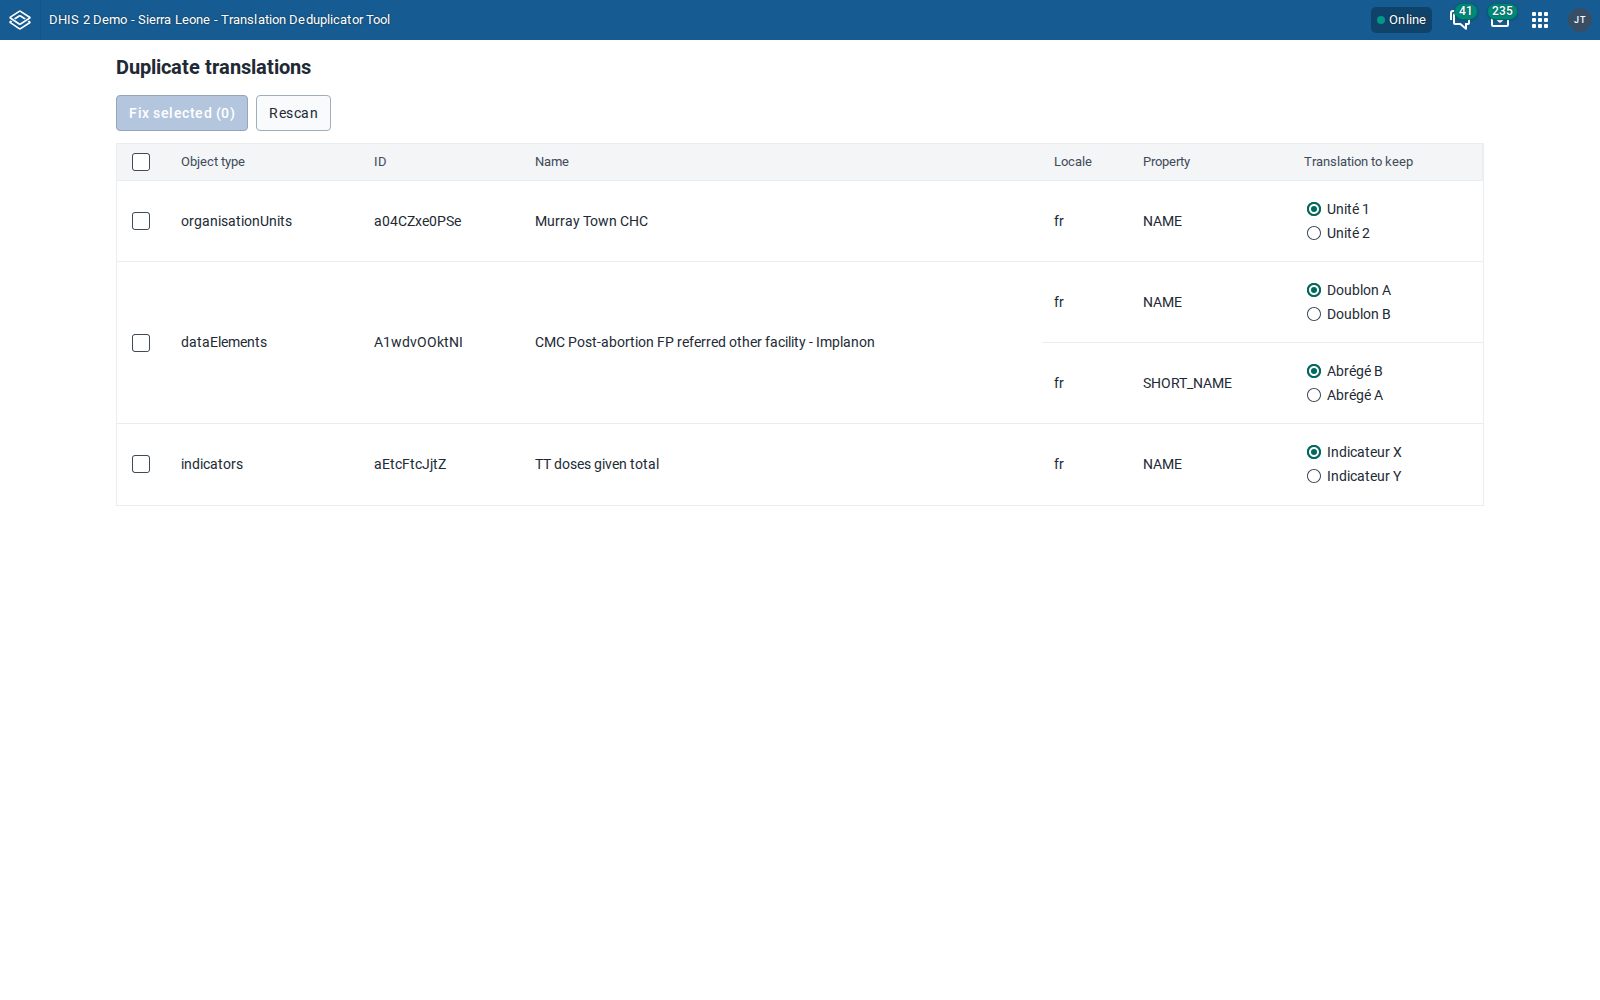 DHIS 2 Demo - Sierra Leone - Translation Deduplicator Tool
Online
41
235
JT
Duplicate translations
Fix selected (0)
Rescan
Object type ID Name Locale Property Translation to keep
organisationUnits a04CZxe0PSe Murray Town CHC fr NAME
Unité 1
Unité 2
dataElements A1wdvOOktNI CMC Post-abortion FP referred other facility - Implanon
fr NAME
Doublon A
Doublon B
fr SHORT_NAME
Abrégé B
Abrégé A
indicators aEtcFtcJjtZ TT doses given total fr NAME
Indicateur X
Indicateur Y